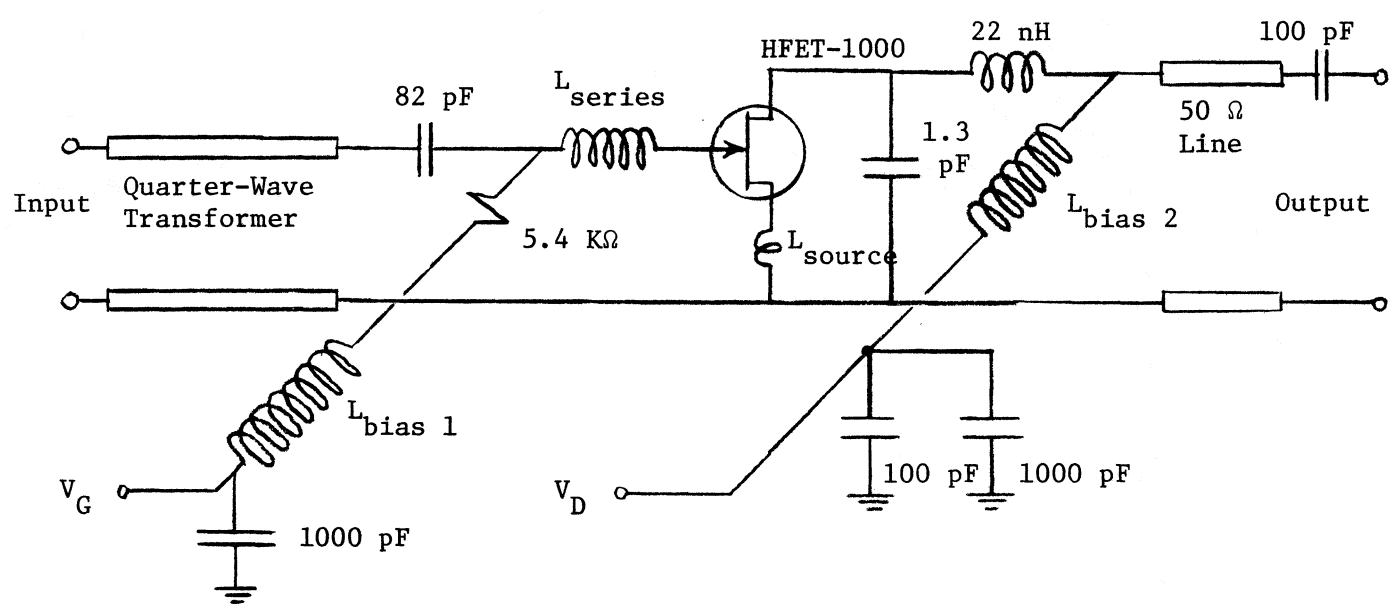 HFET-1000
22 nH
100 pF
82 pF
L series
1.3
pF
50 Ω
Line
Input
Quarter-Wave
Transformer
5.4 KΩ
L source
L bias 2
Output
L bias 1
V G
1000 pF
V D
100 pF
1000 pF